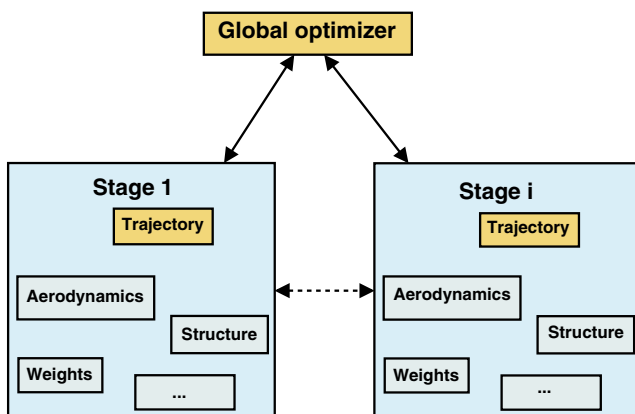 Global optimizer
Stage 1
Trajectory
Aerodynamics
Structure
Weights
...
Stage i
Trajectory
Aerodynamics
Structure
Weights
...